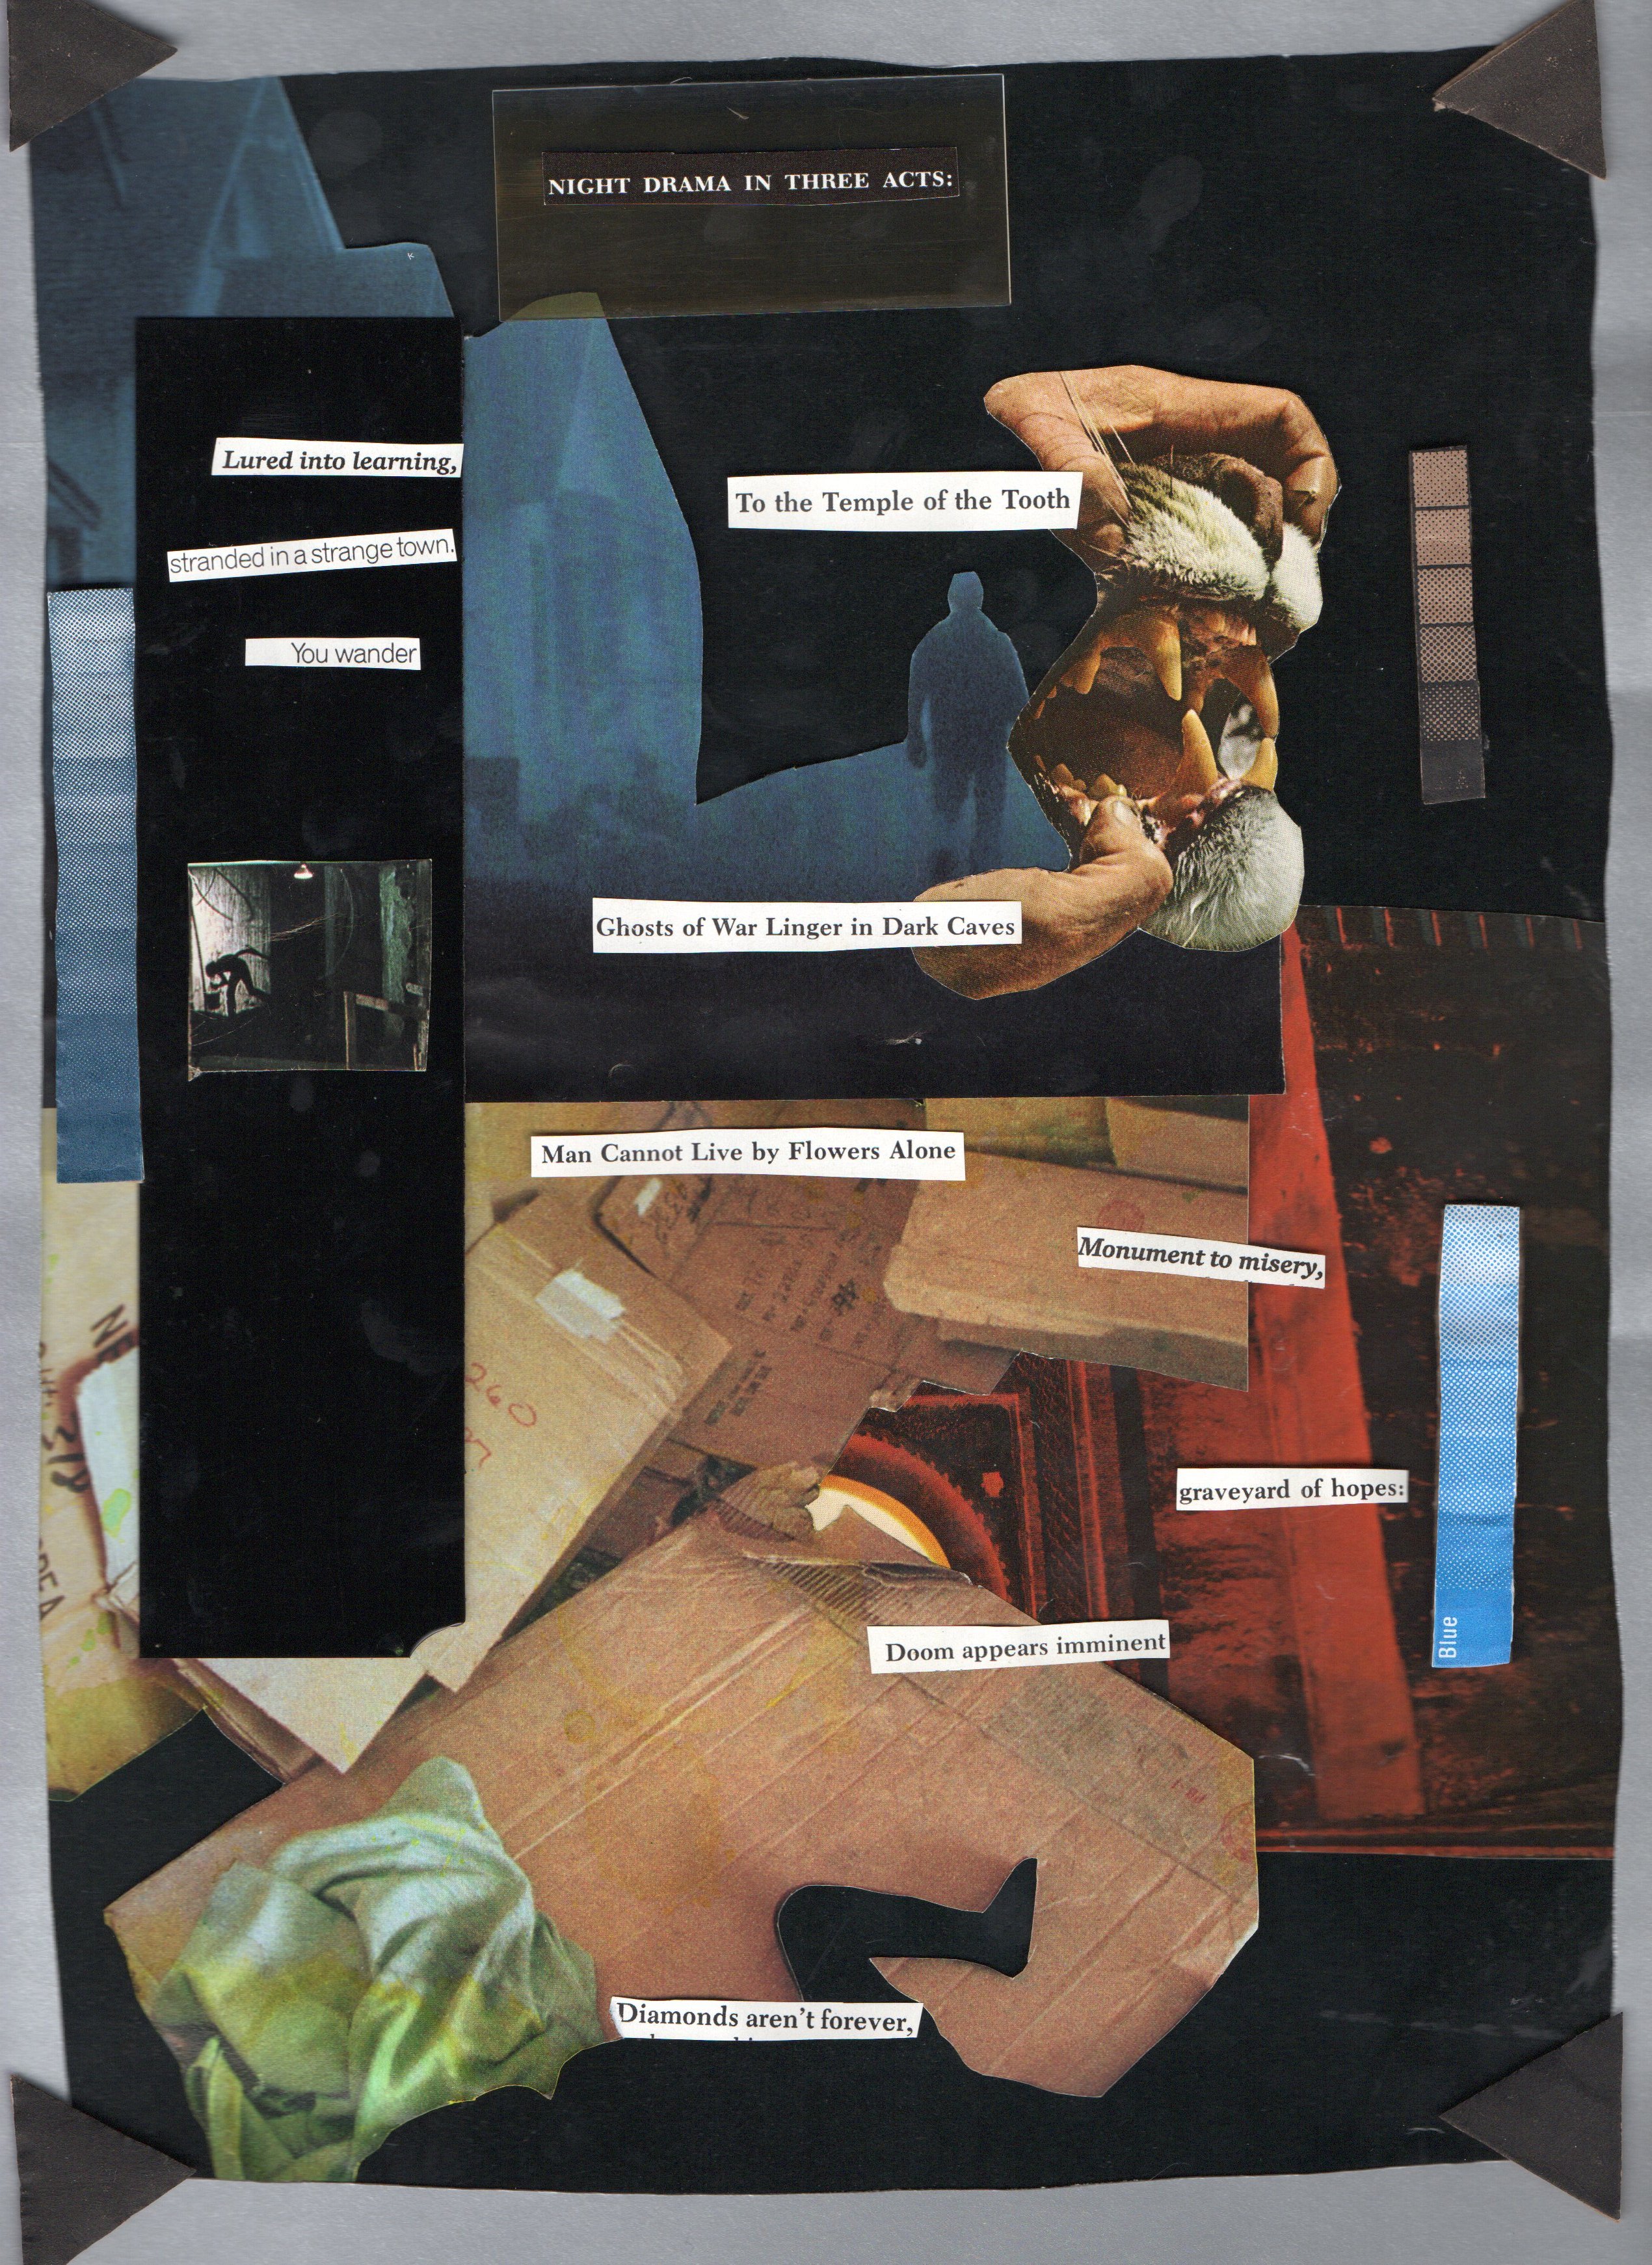 NIGHT DRAMA IN THREE ACTS:
Lured into learning,
stranded in a strange town.
You wander
To the Temple of the Tooth
Ghosts of War Linger in Dark Caves
Man Cannot Live by Flowers Alone
Monument to misery,
graveyard of hopes:
Doom appears imminent
Diamonds aren't forever,
Blue
260
K